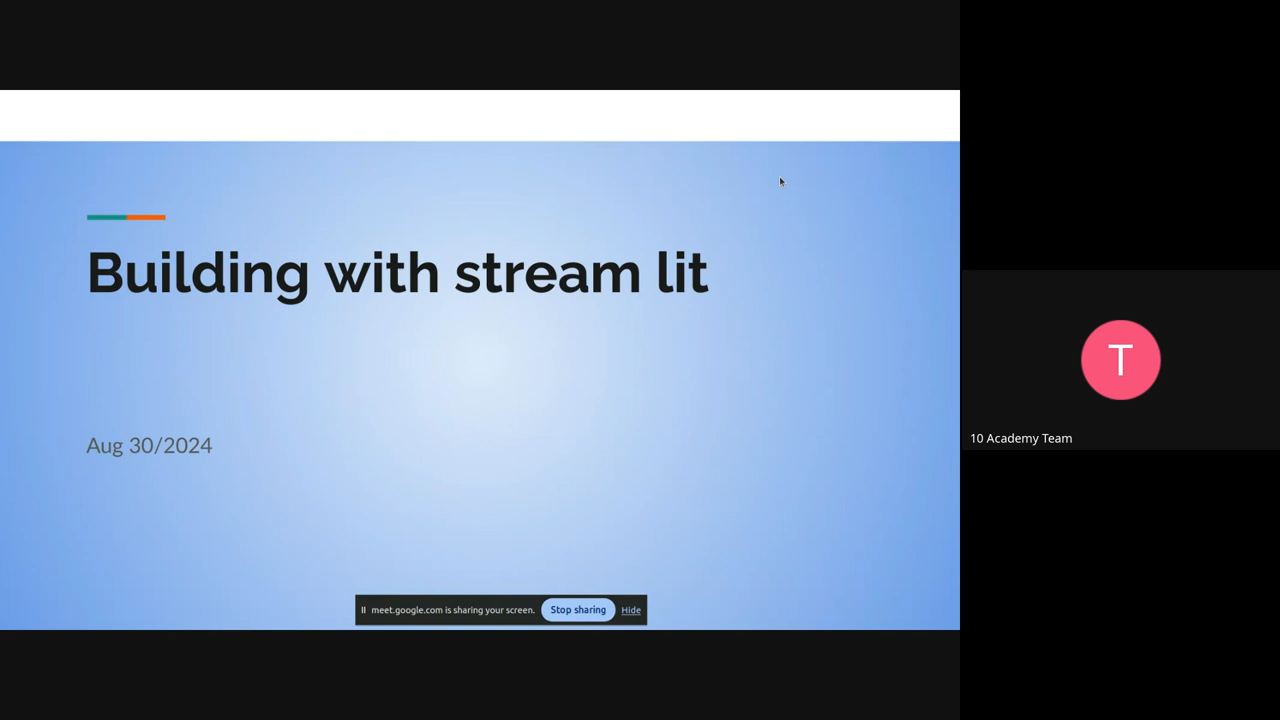 Building with stream lit
Aug 30/2024
meet.google.com is sharing your screen. Stop sharing Hide
T
10 Academy Team